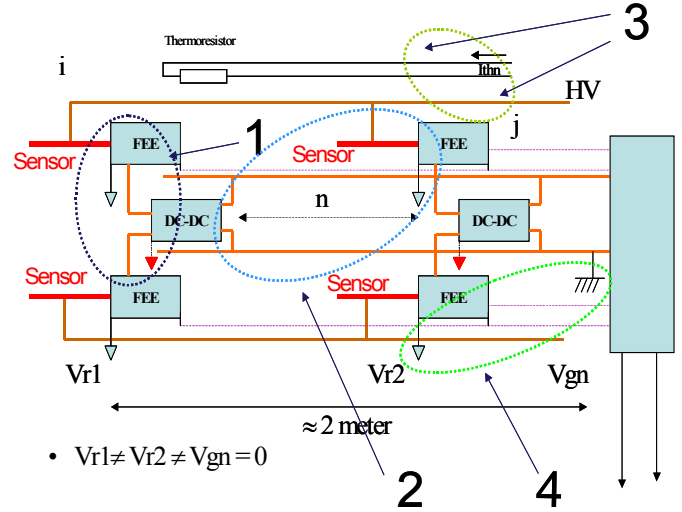 3
Thermoresistor
i
Ithn
HV
j
1
FEE
FEE
Sensor
Sensor
n
DC-DC
DC-DC
Sensor
Sensor
FEE
FEE
Vr1
Vr2
Vgn
≈ 2 meter
• Vr1≠ Vr2 ≠ Vgn = 0
2
4